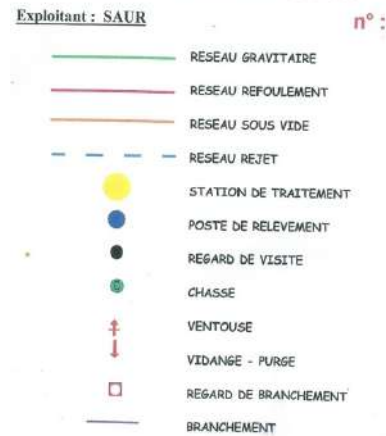 Exploitant : SAUR
n° :
RESEAU GRAVITAIRE
RESEAU REFOULEMENT
RESEAU SOUS VIDE
RESEAU REJET
STATION DE TRAITEMENT
POSTE DE RELEVEMENT
REGARD DE VISITE
CHASSE
VENTOUSE
VIDANGE - PURGE
REGARD DE BRANCHEMENT
BRANCHEMENT